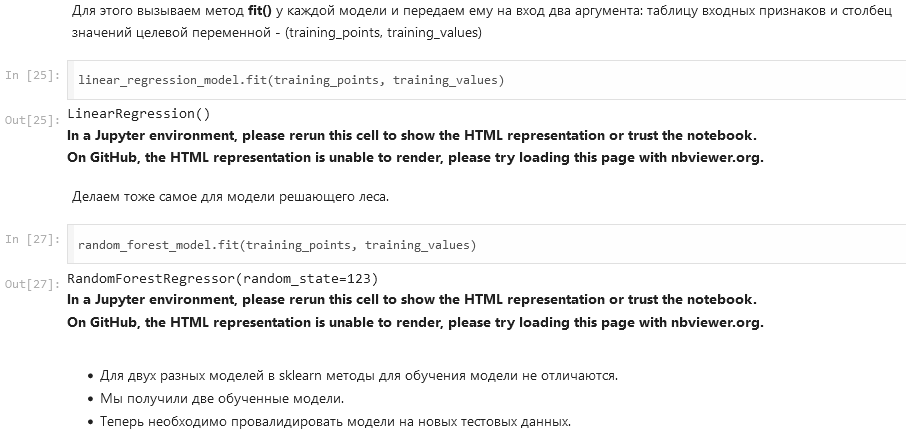 Для этого вызываем метод fit() у каждой модели и передаем ему на вход два аргумента: таблицу входных признаков и столбец
значений целевой переменной - (training_points, training_values)
In [25]: linear_regression_model.fit(training_points, training_values)
Out[25]: LinearRegression()
In a Jupyter environment, please rerun this cell to show the HTML representation or trust the notebook.
On GitHub, the HTML representation is unable to render, please try loading this page with nbviewer.org.
Делаем тоже самое для модели решающего леса.
In [27]: random_forest_model.fit(training_points, training_values)
Out[27]: RandomForestRegressor(random_state=123)
In a Jupyter environment, please rerun this cell to show the HTML representation or trust the notebook.
On GitHub, the HTML representation is unable to render, please try loading this page with nbviewer.org.
• Для двух разных моделей в sklearn методы для обучения модели не отличаются.
• Мы получили две обученные модели.
• Теперь необходимо провалидировать модели на новых тестовых данных.